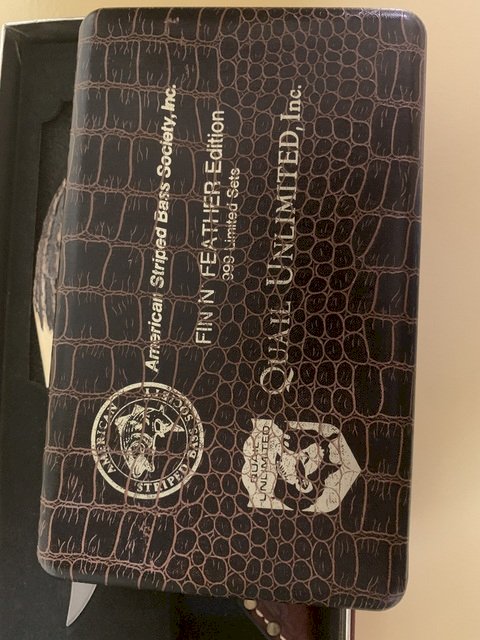 American Striped Bass Society, Inc.
FIN N' FEATHER Edition
999 Limited Sets
QUAIL UNLIMITED, Inc.
AMERICAN
STRIPED BASS SOCIETY
QUAIL
UNLIMITED